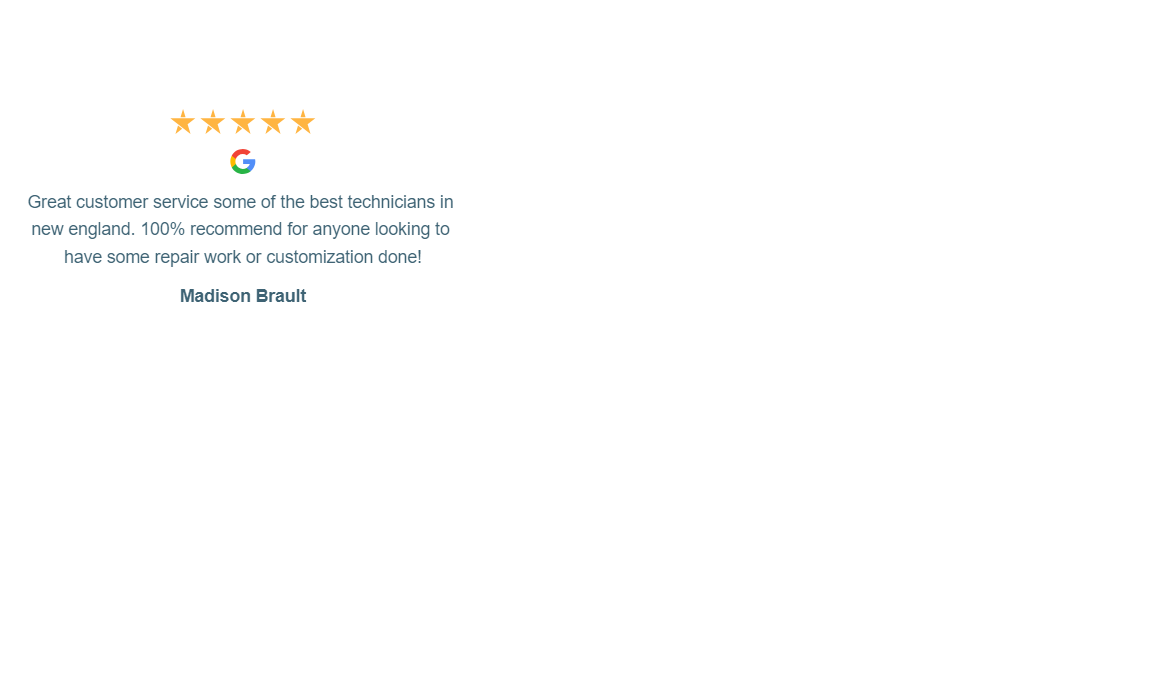 Great customer service some of the best technicians in
new england. 100% recommend for anyone looking to
have some repair work or customization done!
Madison Brault